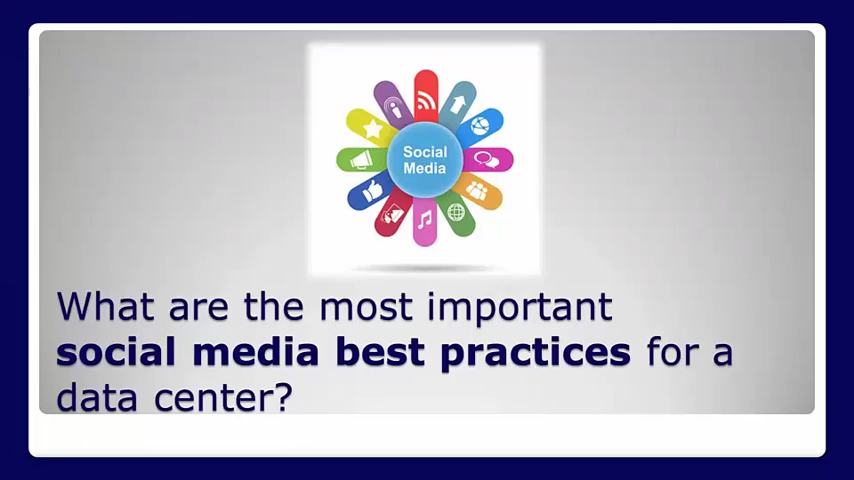 Social
Media
What are the most important
social media best practices for a
data center?